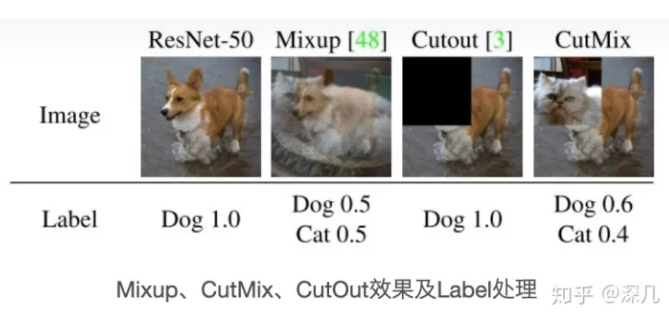 ResNet-50 Mixup [48] Cutout [3] CutMix
Image
Label Dog 1.0 Dog 0.5 Cat 0.5 Dog 1.0 Dog 0.6 Cat 0.4
Mixup、CutMix、CutOut效果及Label处理
知乎 @深几